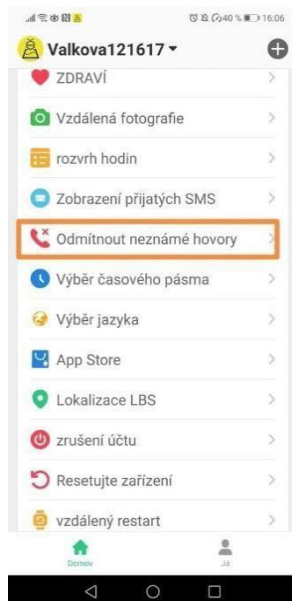 40 % 16:06
Valkova121617
ZDRAVÍ
Vzdálená fotografie
rozvrh hodin
Zobrazení přijatých SMS
Odmítnout neznámé hovory
Výběr časového pásma
Výběr jazyka
App Store
Lokalizace LBS
zrušení účtu
Resetujte zařízení
vzdálený restart
Domov Já